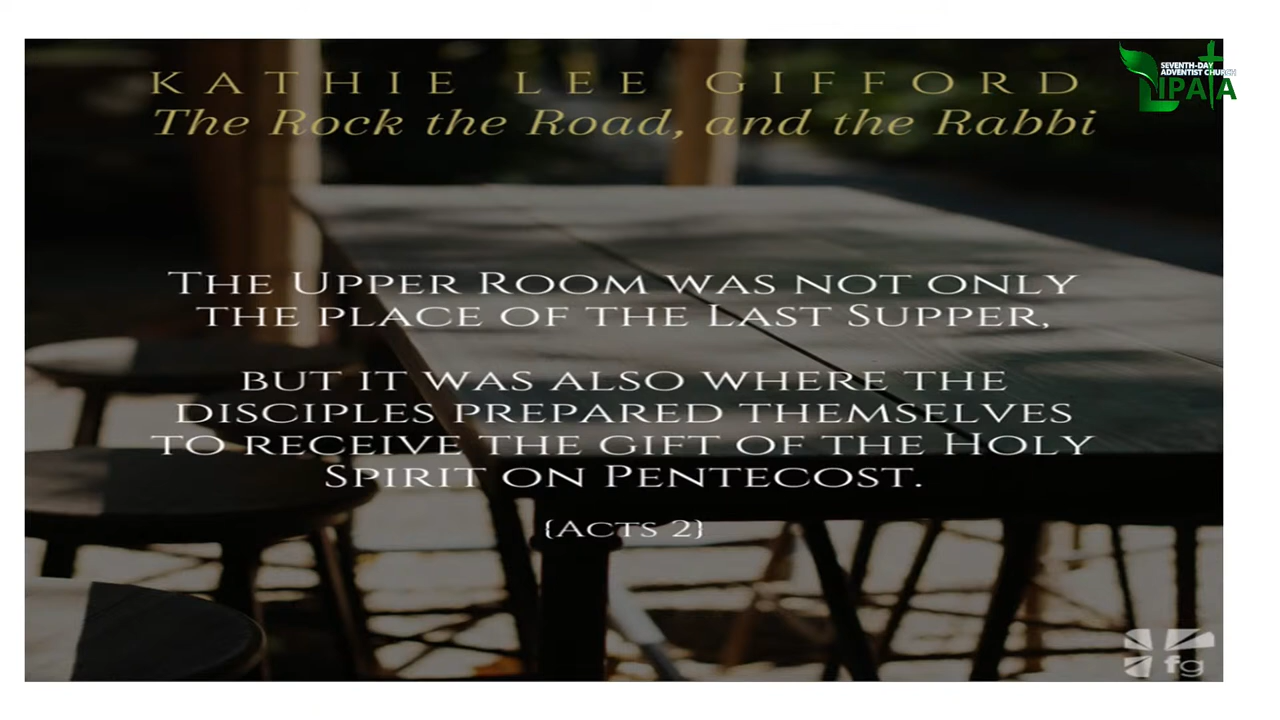 KATHIE LEE GIFFORD
The Rock the Road, and the Rabbi
SEVENTH-DAY
ADVENTIST CHURCH
LIPATA
THE UPPER ROOM WAS NOT ONLY
THE PLACE OF THE LAST SUPPER,
BUT IT WAS ALSO WHERE THE
DISCIPLES PREPARED THEMSELVES
TO RECEIVE THE GIFT OF THE HOLY
SPIRIT ON PENTECOST.
{ACTS 2}
fg